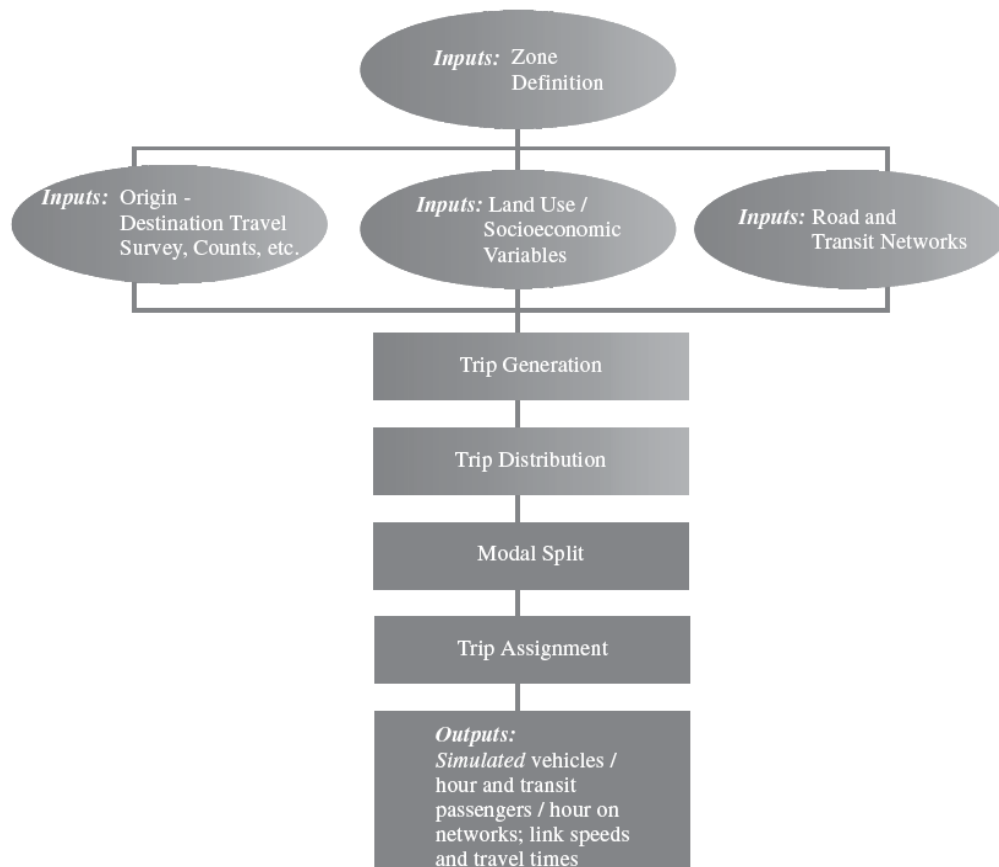 Inputs: Zone
Definition
Inputs: Origin -
Destination Travel
Survey, Counts, etc.
Inputs: Land Use /
Socioeconomic
Variables
Inputs: Road and
Transit Networks
Trip Generation
Trip Distribution
Modal Split
Trip Assignment
Outputs:
Simulated vehicles /
hour and transit
passengers / hour on
networks; link speeds
and travel times